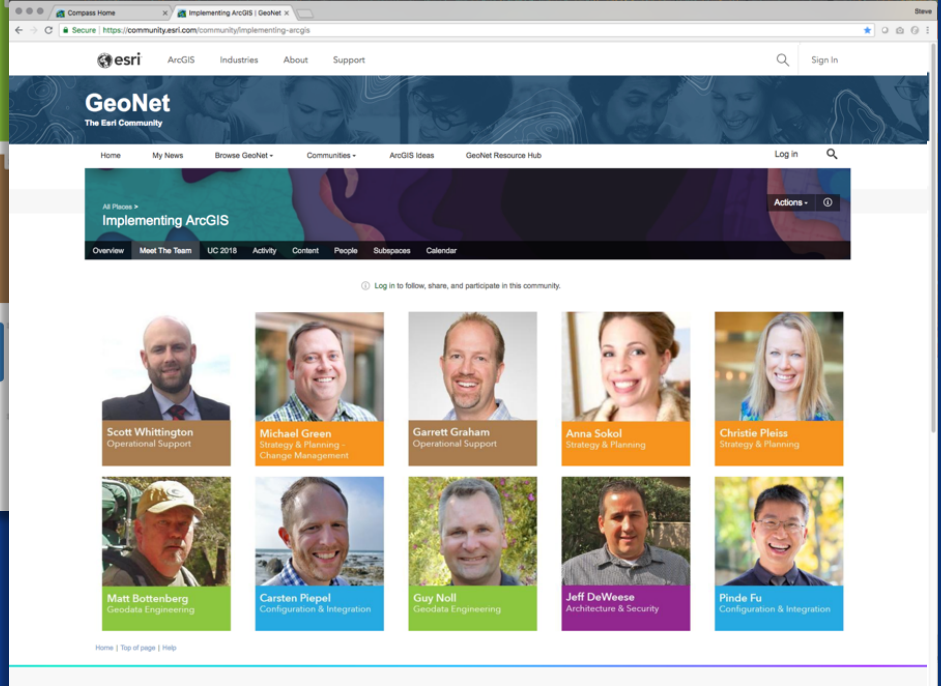 Compass Home
Implementing ArcGIS | GeoNet
Steve
Secure | https://community.esri.com/community/implementing-arcgis
esri
ArcGIS Industries About Support
Sign In
GeoNet
The Esri Community
Home My News Browse GeoNet Communities ArcGIS Ideas GeoNet Resource Hub
Log in
All Places >
Implementing ArcGIS
Actions
Overview Meet The Team UC 2018 Activity Content People Subspaces Calendar
Log in to follow, share, and participate in this community.
Scott Whittington
Operational Support
Michael Green
Strategy & Planning -
Change Management
Garrett Graham
Operational Support
Anna Sokol
Strategy & Planning
Christie Pleiss
Strategy & Planning
Matt Bottenberg
Geodata Engineering
Carsten Piepel
Configuration & Integration
Guy Noll
Geodata Engineering
Jeff DeWeese
Architecture & Security
Pinde Fu
Configuration & Integration
Home | Top of page | Help